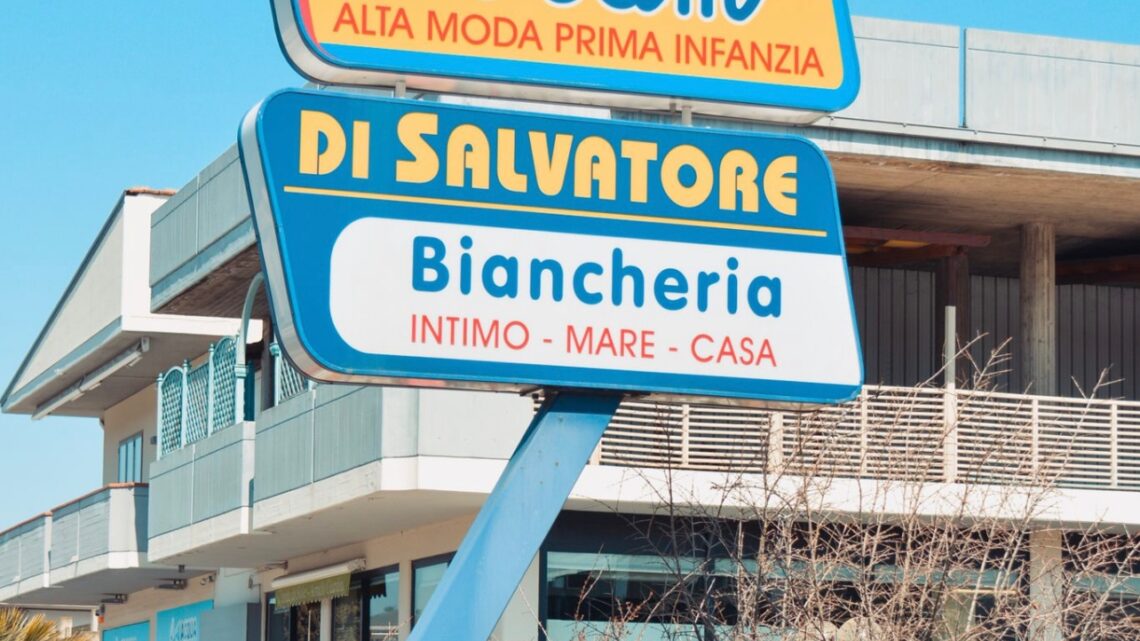 ALTA MODA PRIMA INFANZIA
DI SALVATORE
Biancheria
INTIMO - MARE - CASA